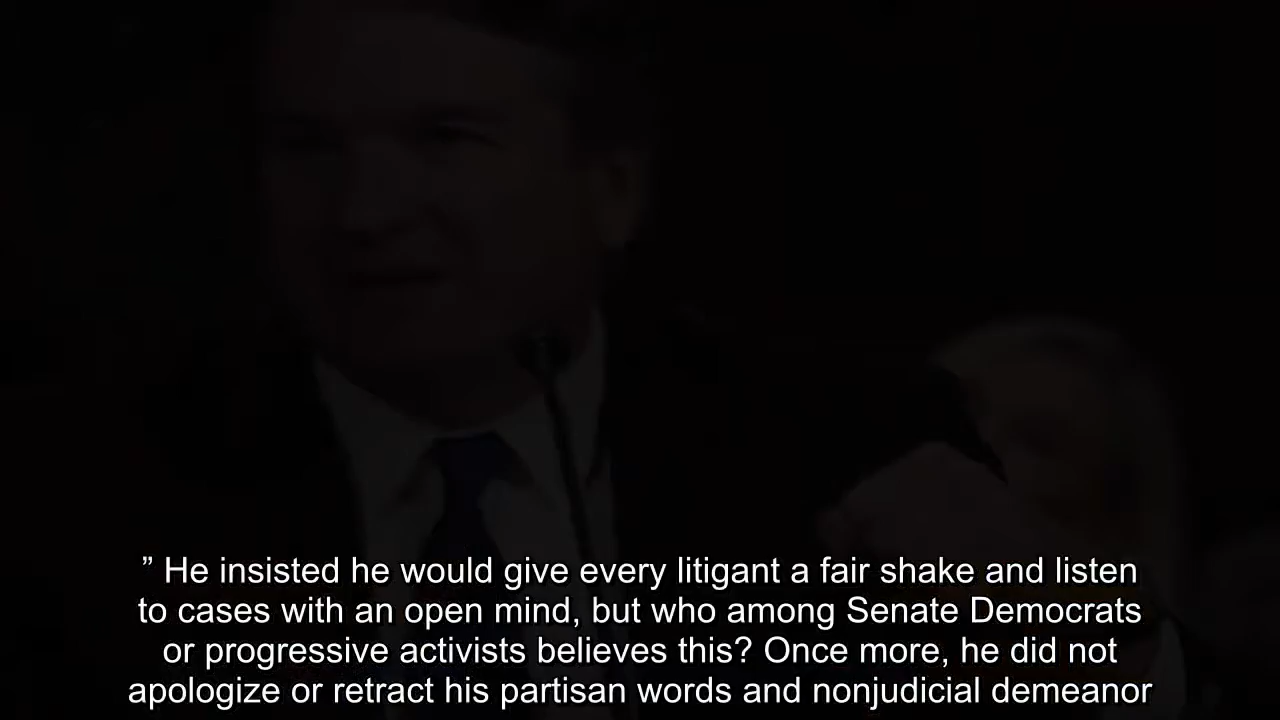 ” He insisted he would give every litigant a fair shake and listen
to cases with an open mind, but who among Senate Democrats
or progressive activists believes this? Once more, he did not
apologize or retract his partisan words and nonjudicial demeanor